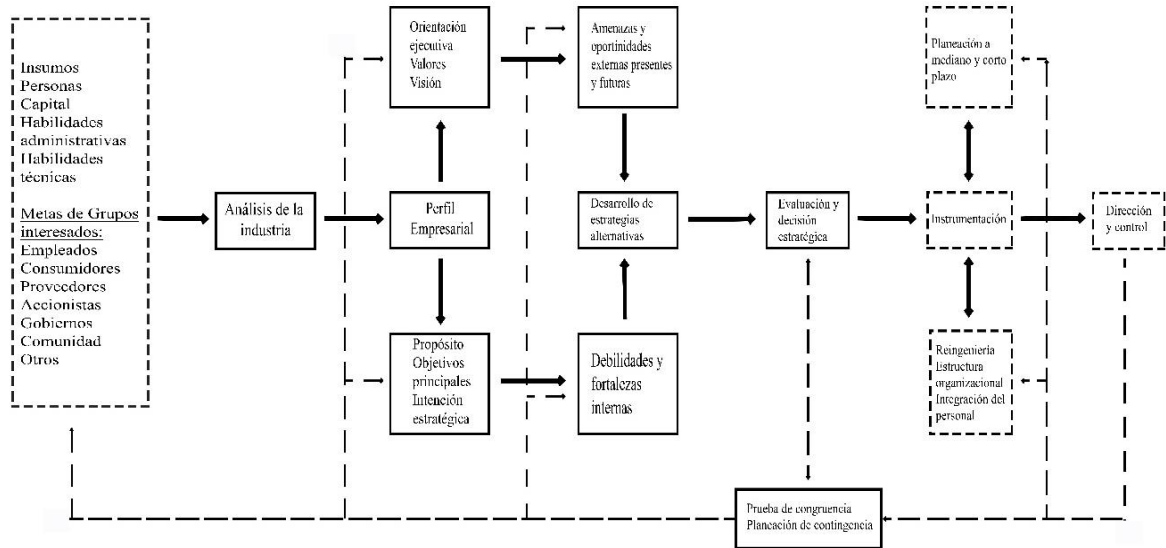 Insumos
Personas
Capital
Habilidades
administrativas
Habilidades
técnicas
Metas de Grupos
interesados:
Empleados
Consumidores
Proveedores
Accionistas
Gobiernos
Comunidad
Otros
Análisis de la
industria
Orientación
ejecutiva
Valores
Visión
Perfil
Empresarial
Propósito
Objetivos
principales
Intención
estratégica
Amenazas y
oportinidades
externas presentes
y futuras
Desarrollo de
estrategias
alternativas
Debilidades y
fortalezas
internas
Evaluación y
decisión
estratégica
Prueba de congruencia
Planeación de contingencia
Planeación a
mediano y corto
plazo
Instrumentación
Reingeniería
Estructura
organizacional
Integración del
personal
Dirección
y control